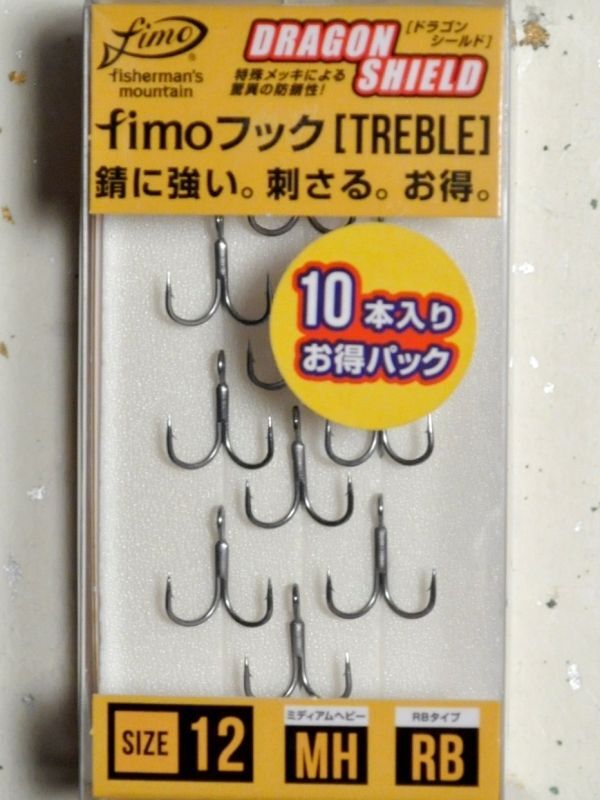 fimo
®
fisherman's
mountain
DRAGON
SHIELD
[ドラゴン
シールド]
特殊メッキによる
驚異の防錆性!
fimoフック[TREBLE]
錆に強い。刺さる。お得。
10本入り
お得パック
SIZE 12
ミディアムヘビー
MH
RBタイプ
RB